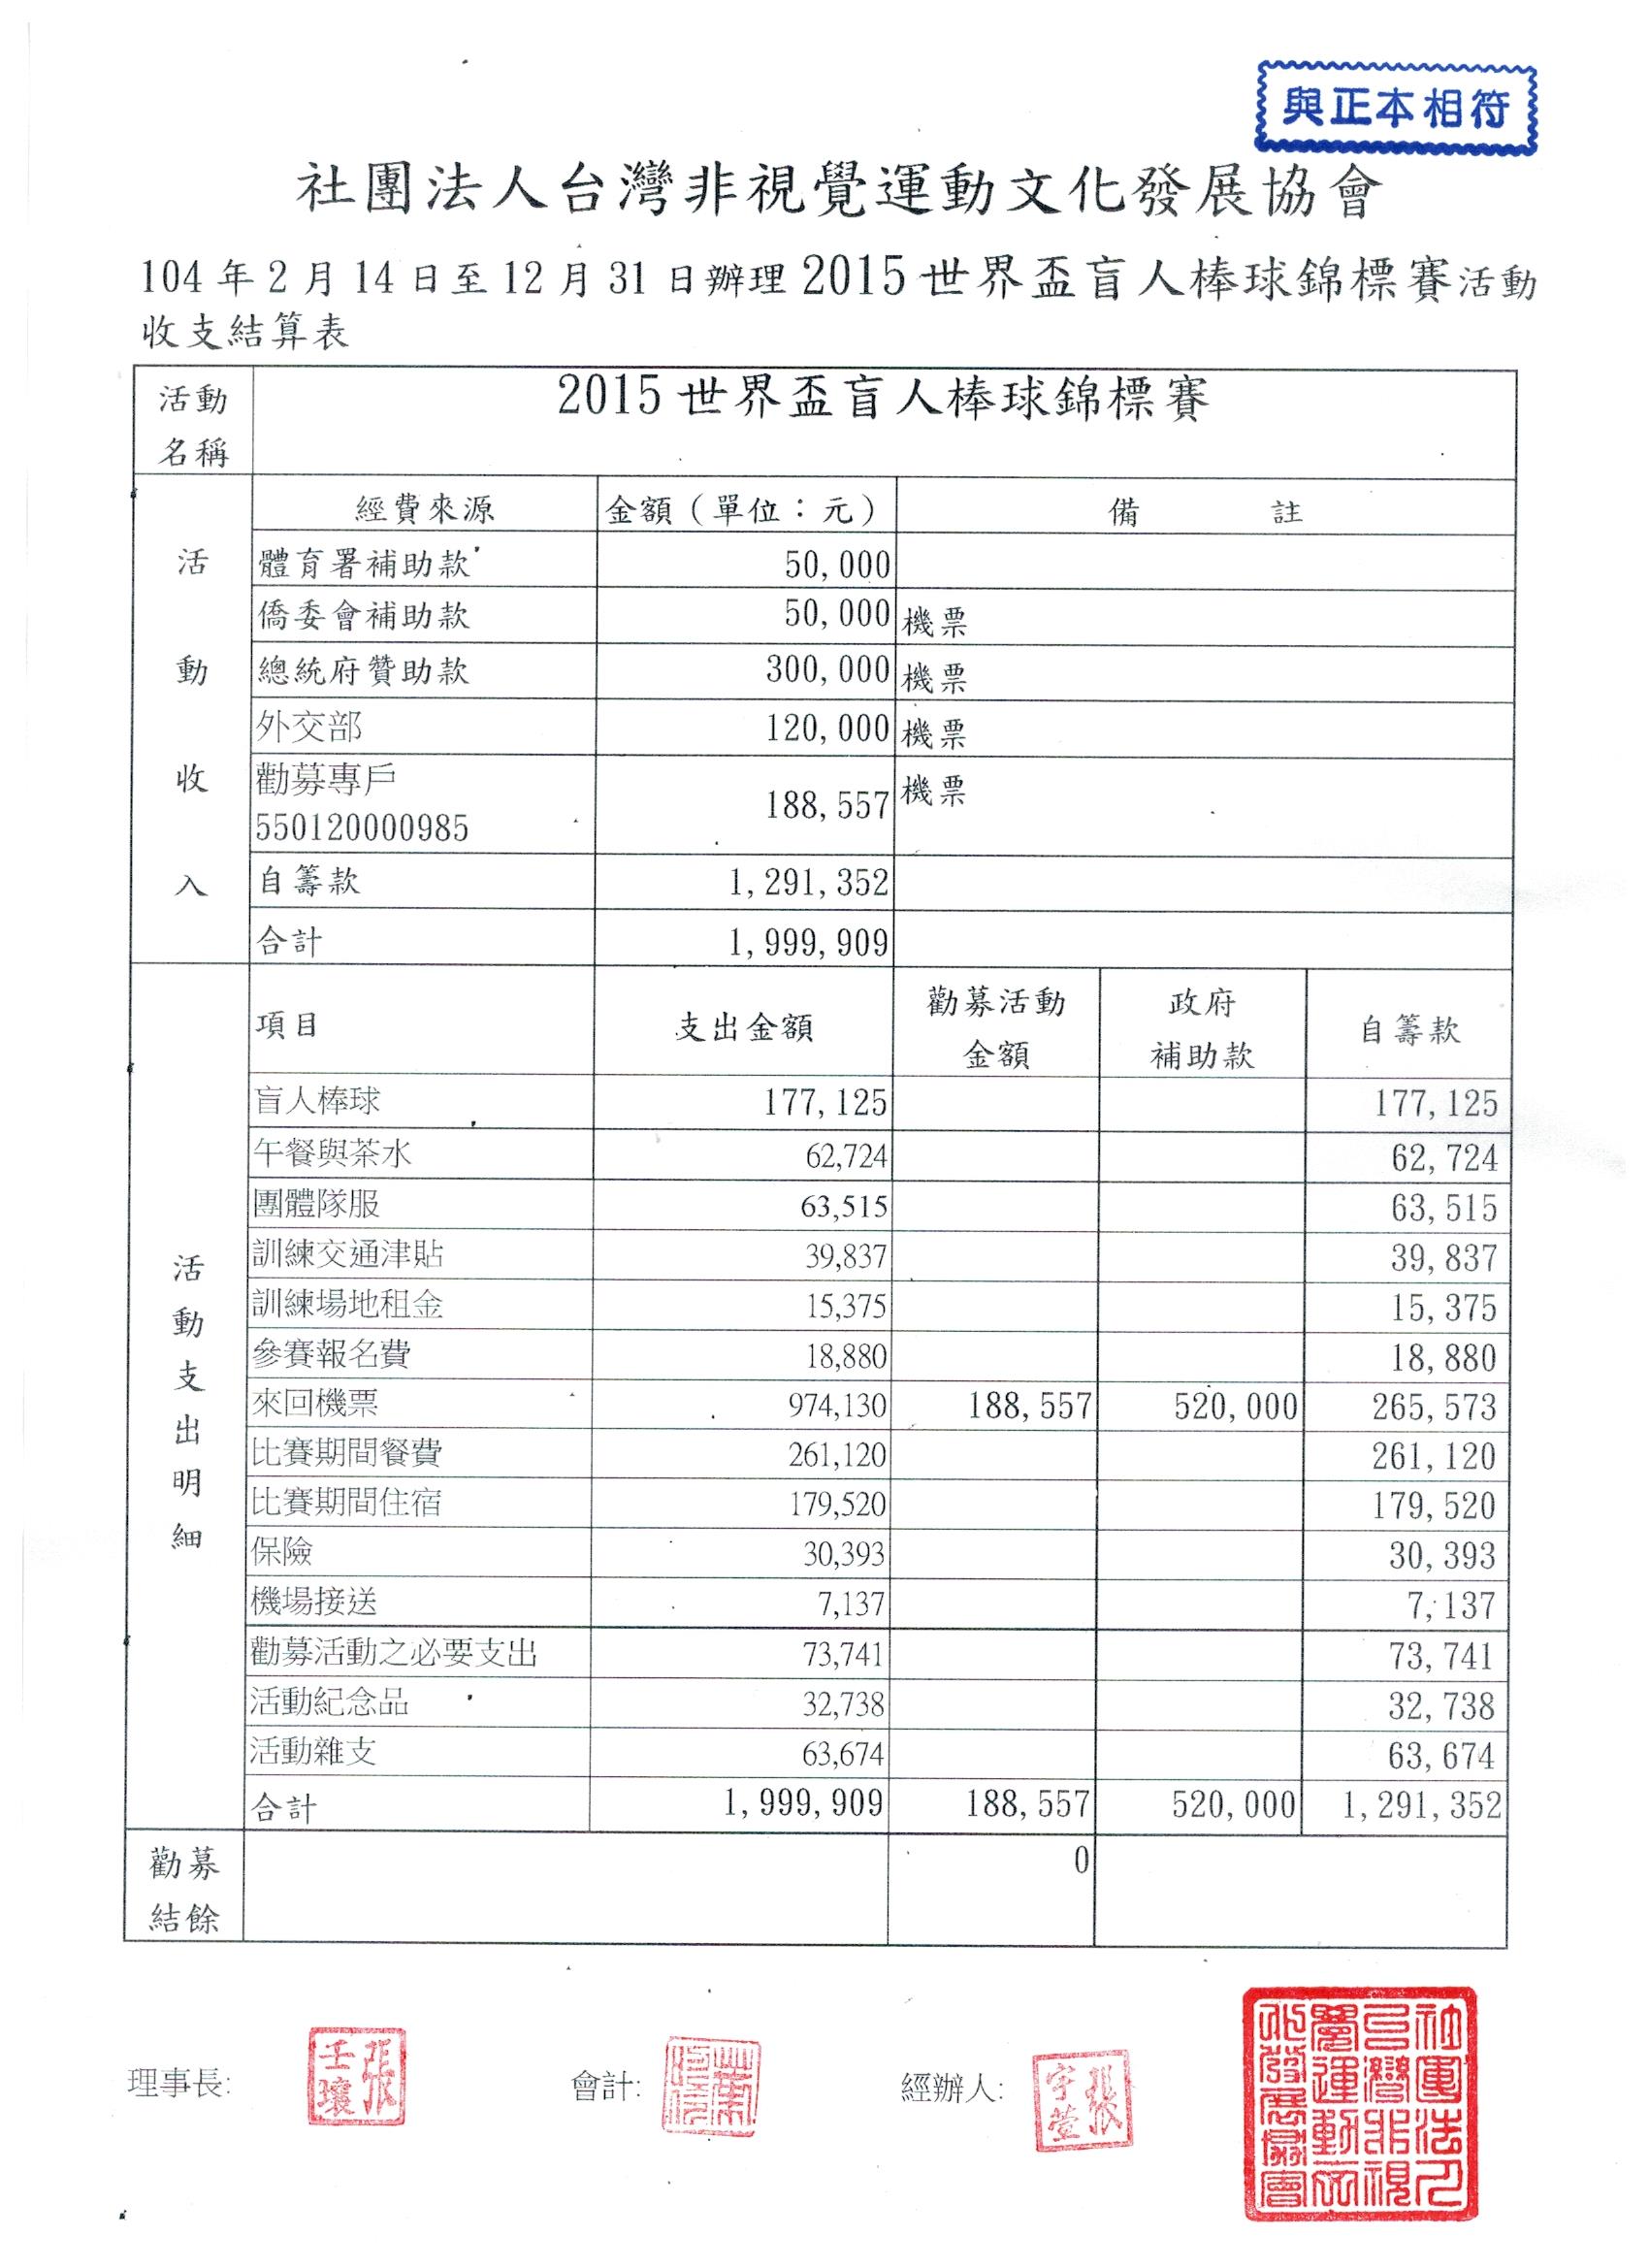 與正本相符
社團法人台灣非視覺運動文化發展協會
104年2月14日至12月31日辦理2015世界盃盲人棒球錦標賽活動
收支結算表
活動名稱 2015世界盃盲人棒球錦標賽
活動收入
經費來源 金額（單位：元） 備 註
體育署補助款 50,000
僑委會補助款 50,000 機票
總統府贊助款 300,000 機票
外交部 120,000 機票
勸募專戶 550120000985 188,557 機票
自籌款 1,291,352
合計 1,999,909
活動支出明細
項目 支出金額 勸募活動金額 政府補助款 自籌款
盲人棒球 177,125 177,125
午餐與茶水 62,724 62,724
團體隊服 63,515 63,515
訓練交通津貼 39,837 39,837
訓練場地租金 15,375 15,375
參賽報名費 18,880 18,880
來回機票 974,130 188,557 520,000 265,573
比賽期間餐費 261,120 261,120
比賽期間住宿 179,520 179,520
保險 30,393 30,393
機場接送 7,137 7,137
勸募活動之必要支出 73,741 73,741
活動紀念品 32,738 32,738
活動雜支 63,674 63,674
合計 1,999,909 188,557 520,000 1,291,352
勸募結餘 0
理事長: 張壬壤
會計:
經辦人: 張宇萱
社團法人台灣非視覺運動文化發展協會